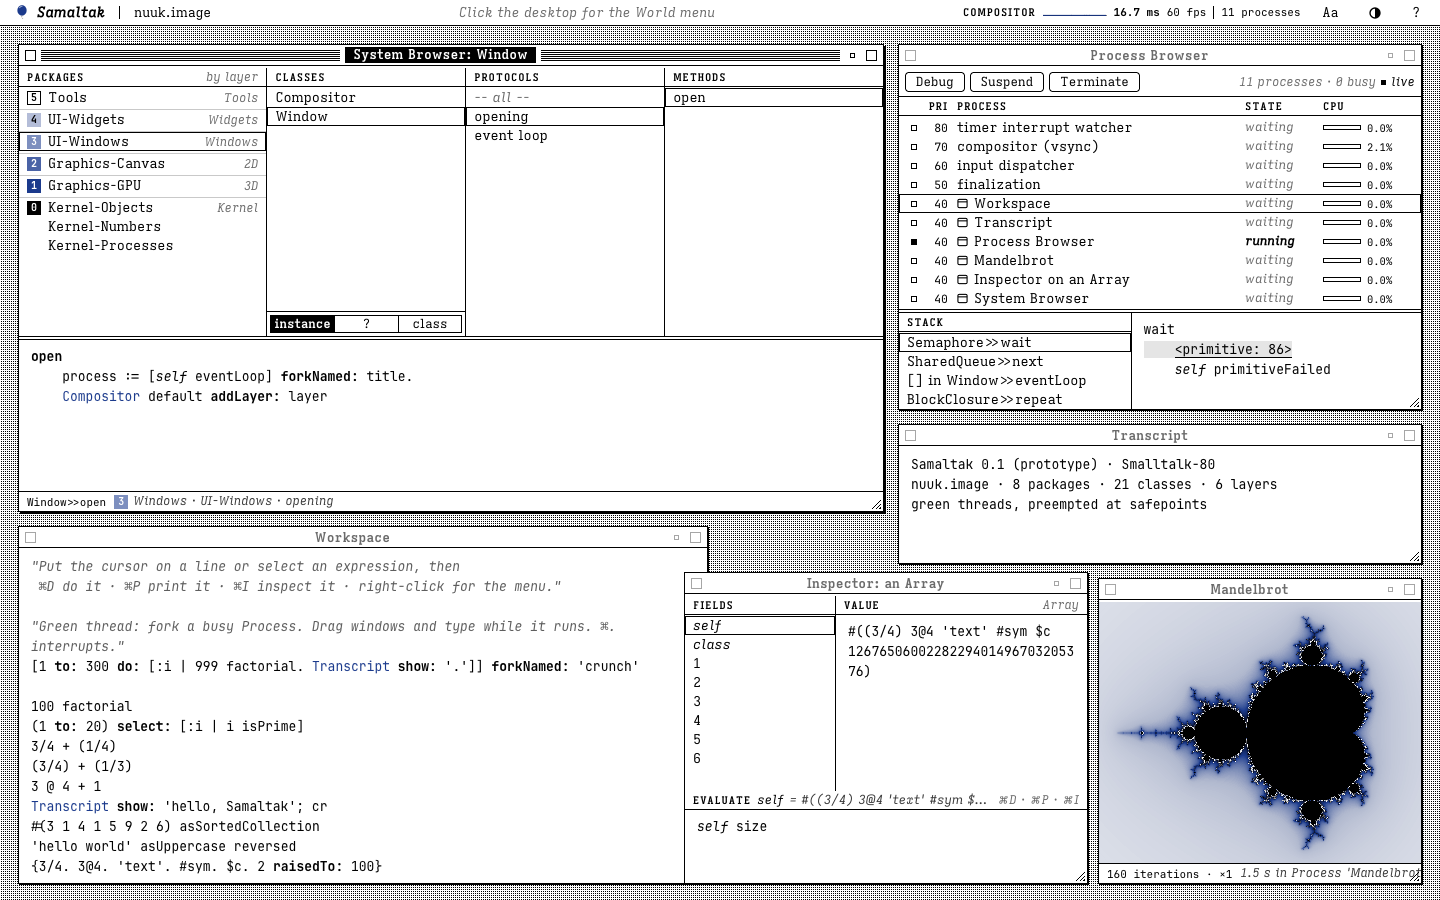 Samaltak | nuuk.image
Click the desktop for the World menu
COMPOSITOR 16.7 ms 60 fps | 11 processes Aa ?
System Browser: Window
PACKAGES by layer
5 Tools Tools
4 UI-Widgets Widgets
3 UI-Windows Windows
2 Graphics-Canvas 2D
1 Graphics-GPU 3D
0 Kernel-Objects Kernel
Kernel-Numbers
Kernel-Processes
CLASSES
Compositor
Window
instance ? class
PROTOCOLS
-- all --
opening
event loop
METHODS
open
open
process := [self eventLoop] forkNamed: title.
Compositor default addLayer: layer
Window>>open 3 Windows · UI-Windows · opening
Process Browser
Debug Suspend Terminate 11 processes · 0 busy live
PRI PROCESS STATE CPU
80 timer interrupt watcher waiting 0.0%
70 compositor (vsync) waiting 2.1%
60 input dispatcher waiting 0.0%
50 finalization waiting 0.0%
40 Workspace waiting 0.0%
40 Transcript waiting 0.0%
40 Process Browser running 0.0%
40 Mandelbrot waiting 0.0%
40 Inspector on an Array waiting 0.0%
40 System Browser waiting 0.0%
STACK
Semaphore>>wait
SharedQueue>>next
[] in Window>>eventLoop
BlockClosure>>repeat
wait
<primitive: 86>
self primitiveFailed
Transcript
Samaltak 0.1 (prototype) · Smalltalk-80
nuuk.image · 8 packages · 21 classes · 6 layers
green threads, preempted at safepoints
Workspace
"Put the cursor on a line or select an expression, then
⌘D do it · ⌘P print it · ⌘I inspect it · right-click for the menu."
"Green thread: fork a busy Process. Drag windows and type while it runs. ⌘.
interrupts."
[1 to: 300 do: [:i | 999 factorial. Transcript show: '.']] forkNamed: 'crunch'
100 factorial
(1 to: 20) select: [:i | i isPrime]
3/4 + (1/4)
(3/4) + (1/3)
3 @ 4 + 1
Transcript show: 'hello, Samaltak'; cr
#(3 1 4 1 5 9 2 6) asSortedCollection
'hello world' asUppercase reversed
{3/4. 3@4. 'text'. #sym. $c. 2 raisedTo: 100}
Inspector: an Array
FIELDS
self
class
1
2
3
4
5
6
VALUE Array
#((3/4) 3@4 'text' #sym $c
12676506002282294014967032053
76)
EVALUATE self = #((3/4) 3@4 'text' #sym $... ⌘D · ⌘P · ⌘I
self size
Mandelbrot
160 iterations · ×1 1.5 s in Process 'Mandelbrot